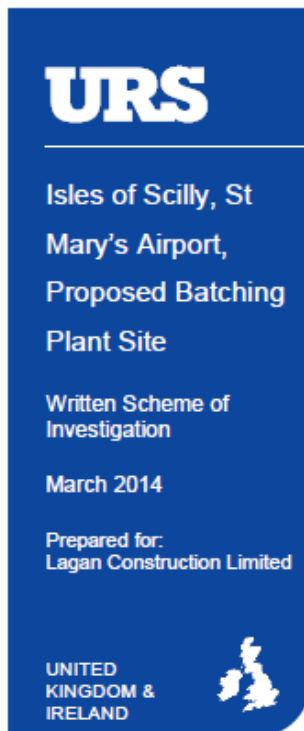 URS
Isles of Scilly, St
Mary's Airport,
Proposed Batching
Plant Site
Written Scheme of
Investigation
March 2014
Prepared for:
Lagan Construction Limited
UNITED
KINGDOM &
IRELAND